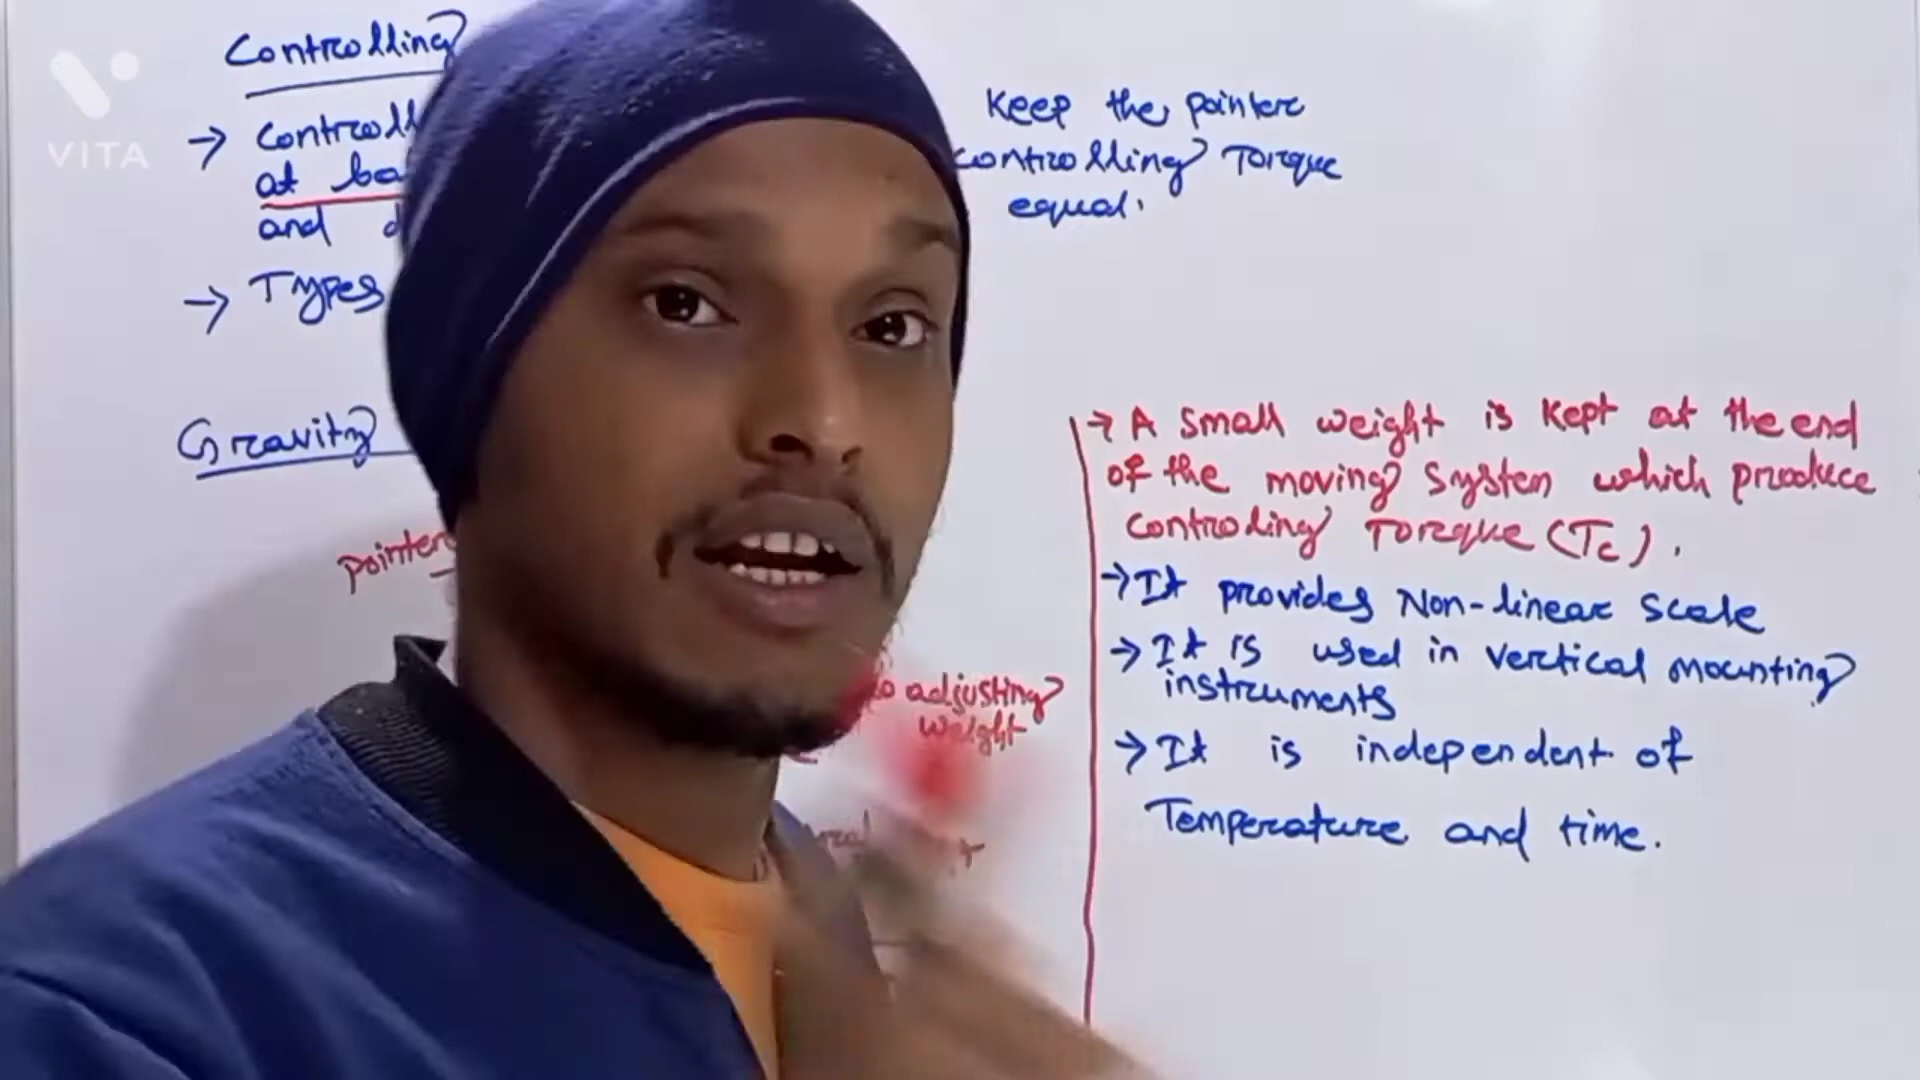 VITA
Controlling
→ Controll
Keep the pointer
at ba
controlling Torque
and
equal.
→ Types
Gravity
pointer
adjusting
weight
→ A small weight is kept at the end
of the moving system which produce
controling Torque (Tc).
→ It provides Non-linear scale
→ It is used in vertical mounting
instruments
→ It is independent of
Temperature and time.